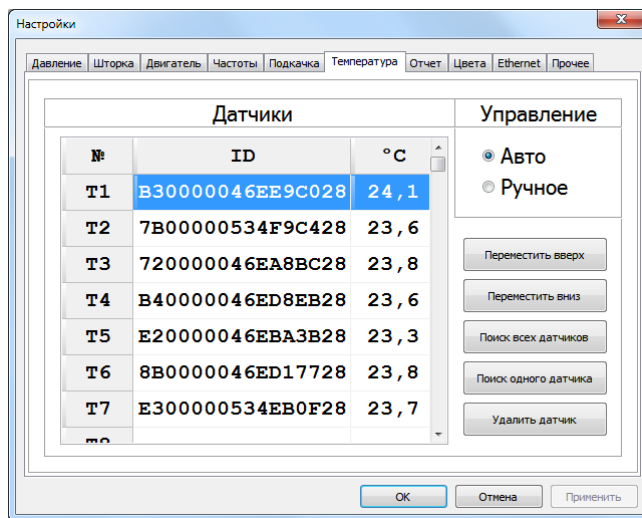 Настройки
Давление Шторка Двигатель Частоты Подкачка Температура Отчет Цвета Ethernet Прочее
Датчики Управление
№ ID °C
T1 B30000046EE9C028 24,1
T2 7B00000534F9C428 23,6
T3 720000046EA8BC28 23,8
T4 B40000046ED8EB28 23,6
T5 E20000046EBA3B28 23,3
T6 8B0000046ED17728 23,8
T7 E300000534EB0F28 23,7
Авто
Ручное
Переместить вверх
Переместить вниз
Поиск всех датчиков
Поиск одного датчика
Удалить датчик
OK Отмена Применить